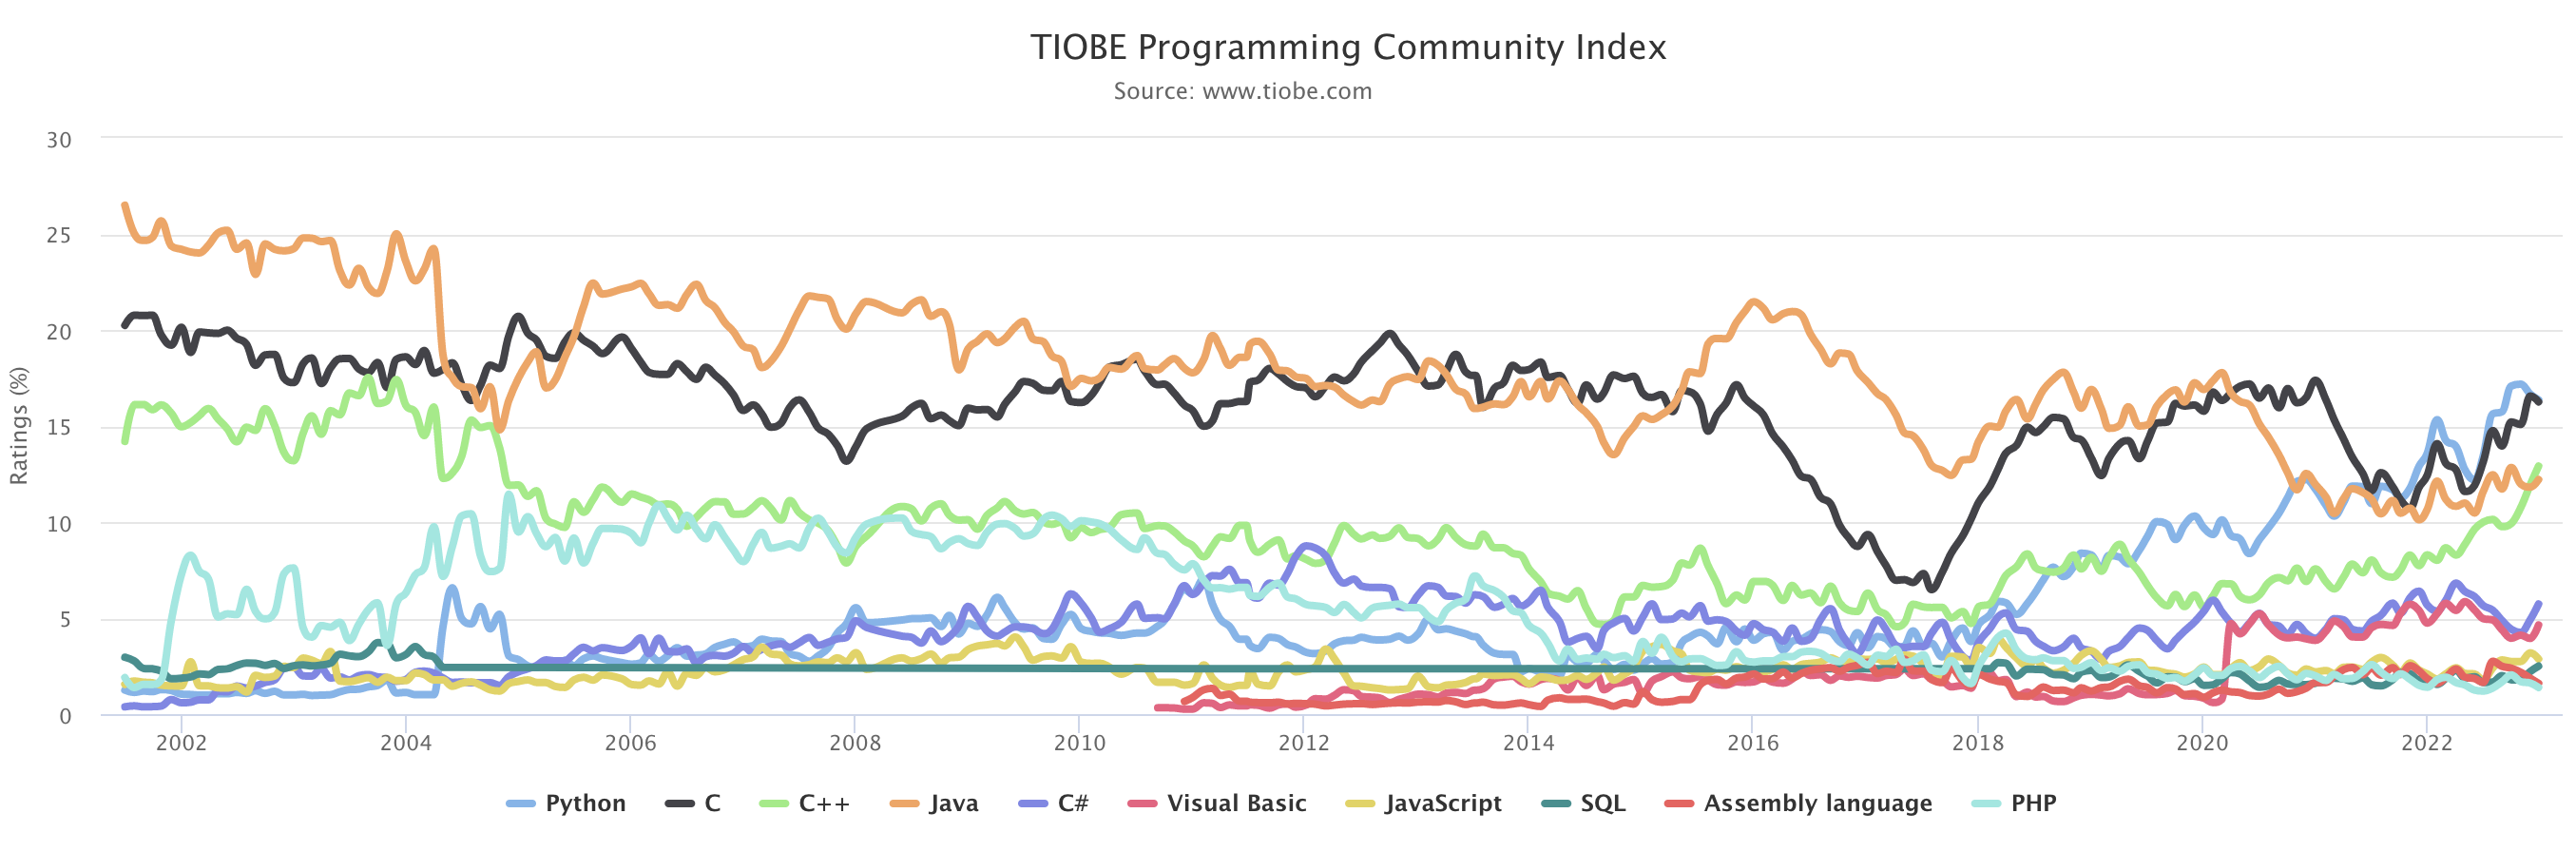 TIOBE Programming Community Index
Source: www.tiobe.com
Ratings (%)
30
25
20
15
10
5
0
2002 2004 2006 2008 2010 2012 2014 2016 2018 2020 2022
Python C C++ Java C# Visual Basic JavaScript SQL Assembly language PHP